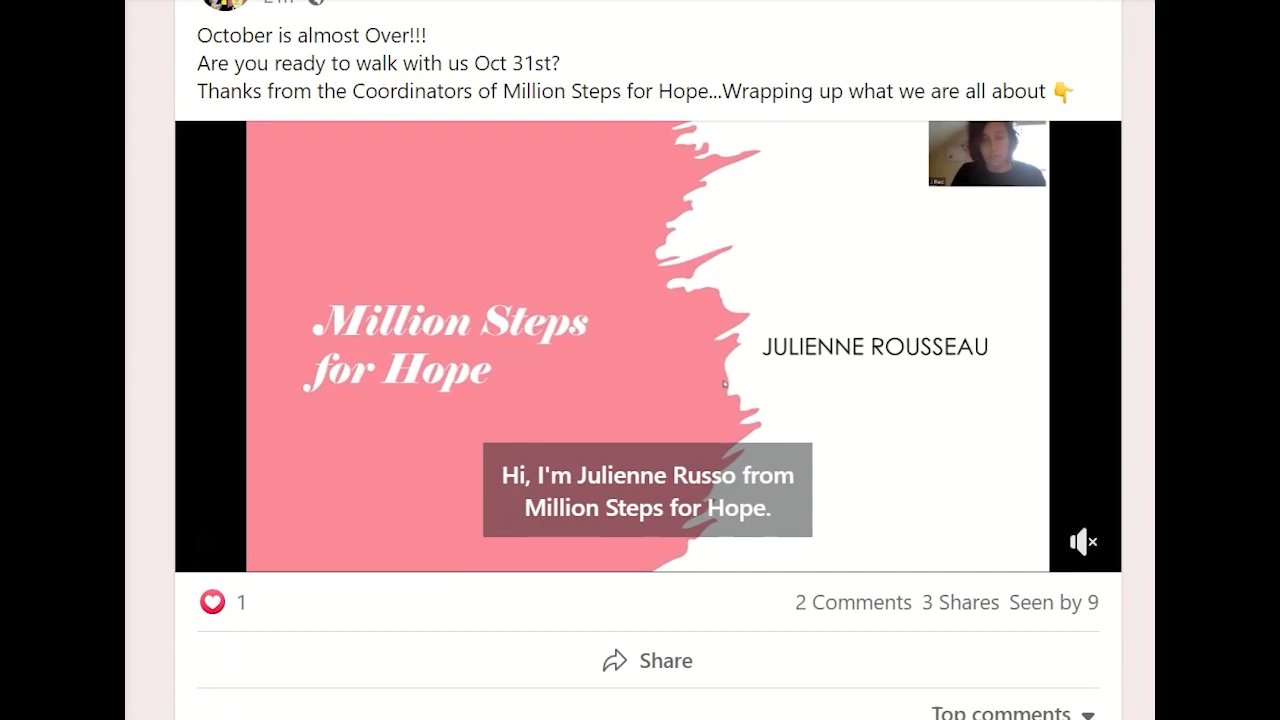 October is almost Over!!!
Are you ready to walk with us Oct 31st?
Thanks from the Coordinators of Million Steps for Hope...Wrapping up what we are all about 👇
Million Steps
for Hope
JULIENNE ROUSSEAU
Hi, I'm Julienne Russo from
Million Steps for Hope.
1
2 Comments 3 Shares Seen by 9
Share
Top comments